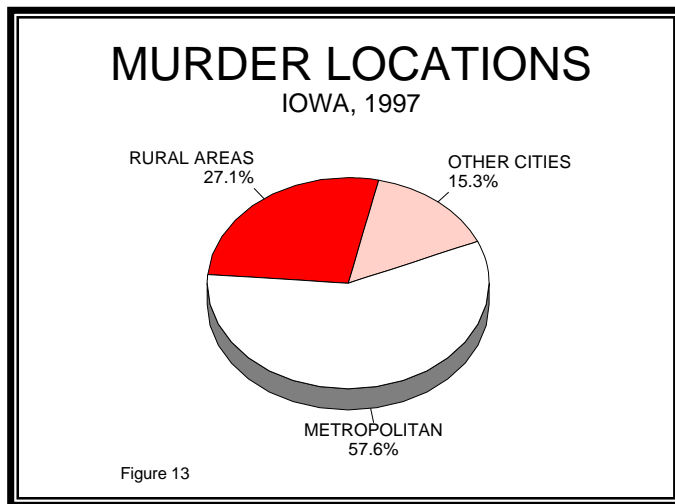 MURDER LOCATIONS
IOWA, 1997
RURAL AREAS
27.1%
OTHER CITIES
15.3%
METROPOLITAN
57.6%
Figure 13